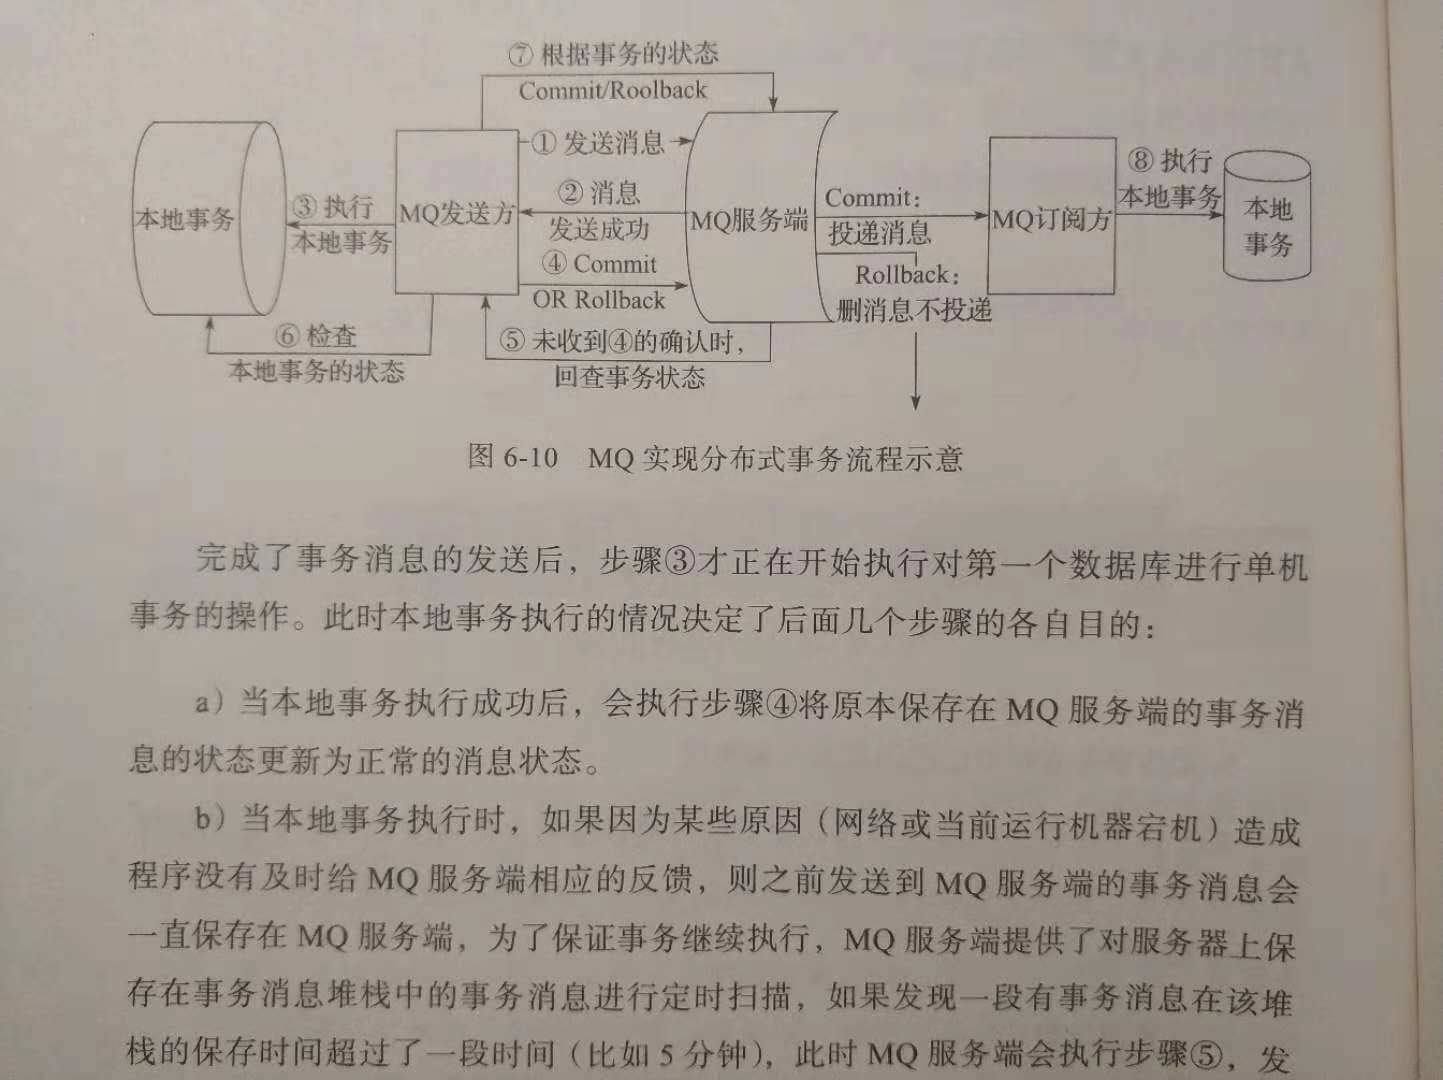 ⑦ 根据事务的状态
Commit/Roolback
① 发送消息
② 消息
发送成功
③ 执行
本地事务
本地事务
MQ发送方
MQ服务端
④ Commit
OR Rollback
Commit：
投递消息
MQ订阅方
⑧ 执行
本地事务
本地
事务
Rollback：
删消息不投递
⑤ 未收到④的确认时，
回查事务状态
⑥ 检查
本地事务的状态
图 6-10 MQ 实现分布式事务流程示意
完成了事务消息的发送后，步骤③才正在开始执行对第一个数据库进行单机
事务的操作。此时本地事务执行的情况决定了后面几个步骤的各自目的：
a）当本地事务执行成功后，会执行步骤④将原本保存在 MQ 服务端的事务消
息的状态更新为正常的消息状态。
b）当本地事务执行时，如果因为某些原因（网络或当前运行机器宕机）造成
程序没有及时给 MQ 服务端相应的反馈，则之前发送到 MQ 服务端的事务消息会
一直保存在 MQ 服务端，为了保证事务继续执行，MQ 服务端提供了对服务器上保
存在事务消息堆栈中的事务消息进行定时扫描，如果发现一段有事务消息在该堆
栈的保存时间超过了一段时间（比如 5 分钟），此时 MQ 服务端会执行步骤⑤，发